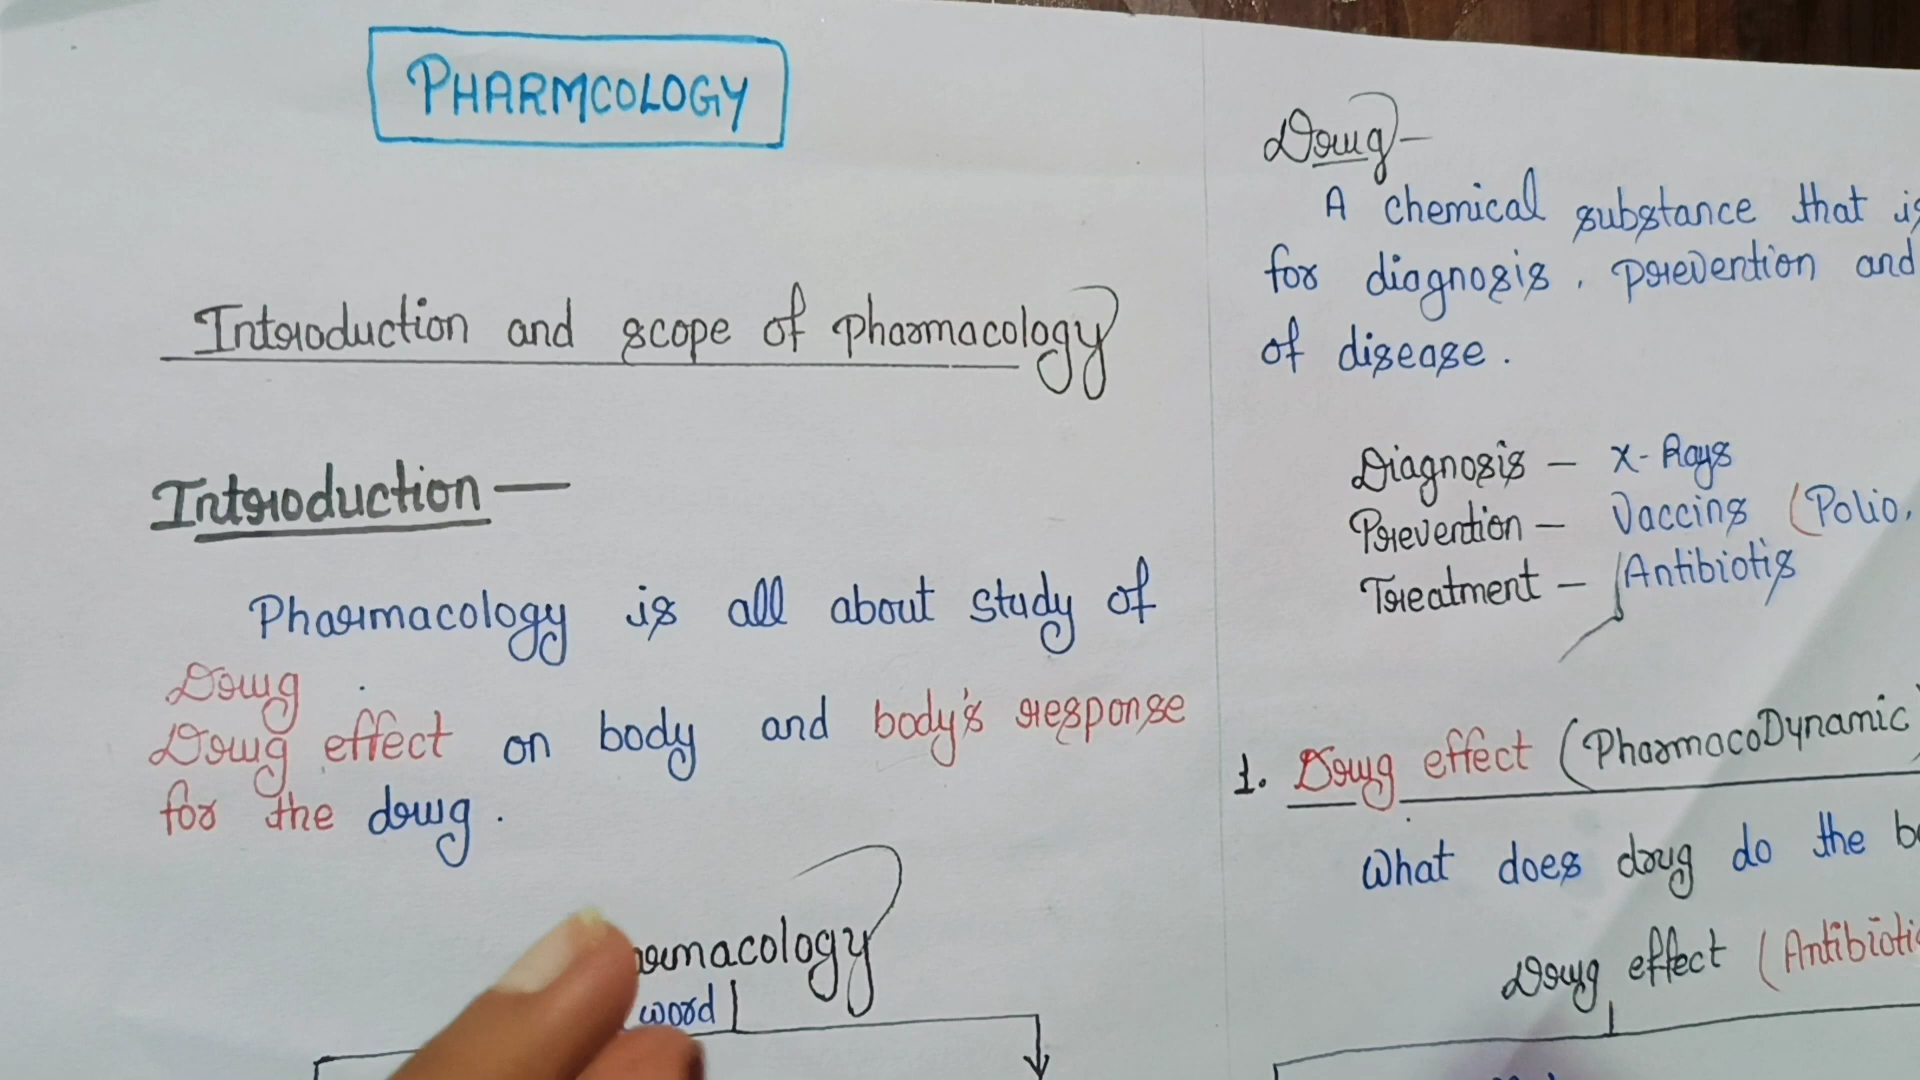 PHARMCOLOGY
Introduction and scope of pharmacology
Introduction —
Pharmacology is all about study of
Drug
Drug effect on body and body's response
for the drug.
word
Drug —
A chemical substance that is
for diagnosis, prevention and
of disease.
Diagnosis — X-Rays
Prevention — Vaccins (Polio,
Treatment — Antibiotis
1. Drug effect (PharmacoDynamic)
What does drug do the
Drug effect (